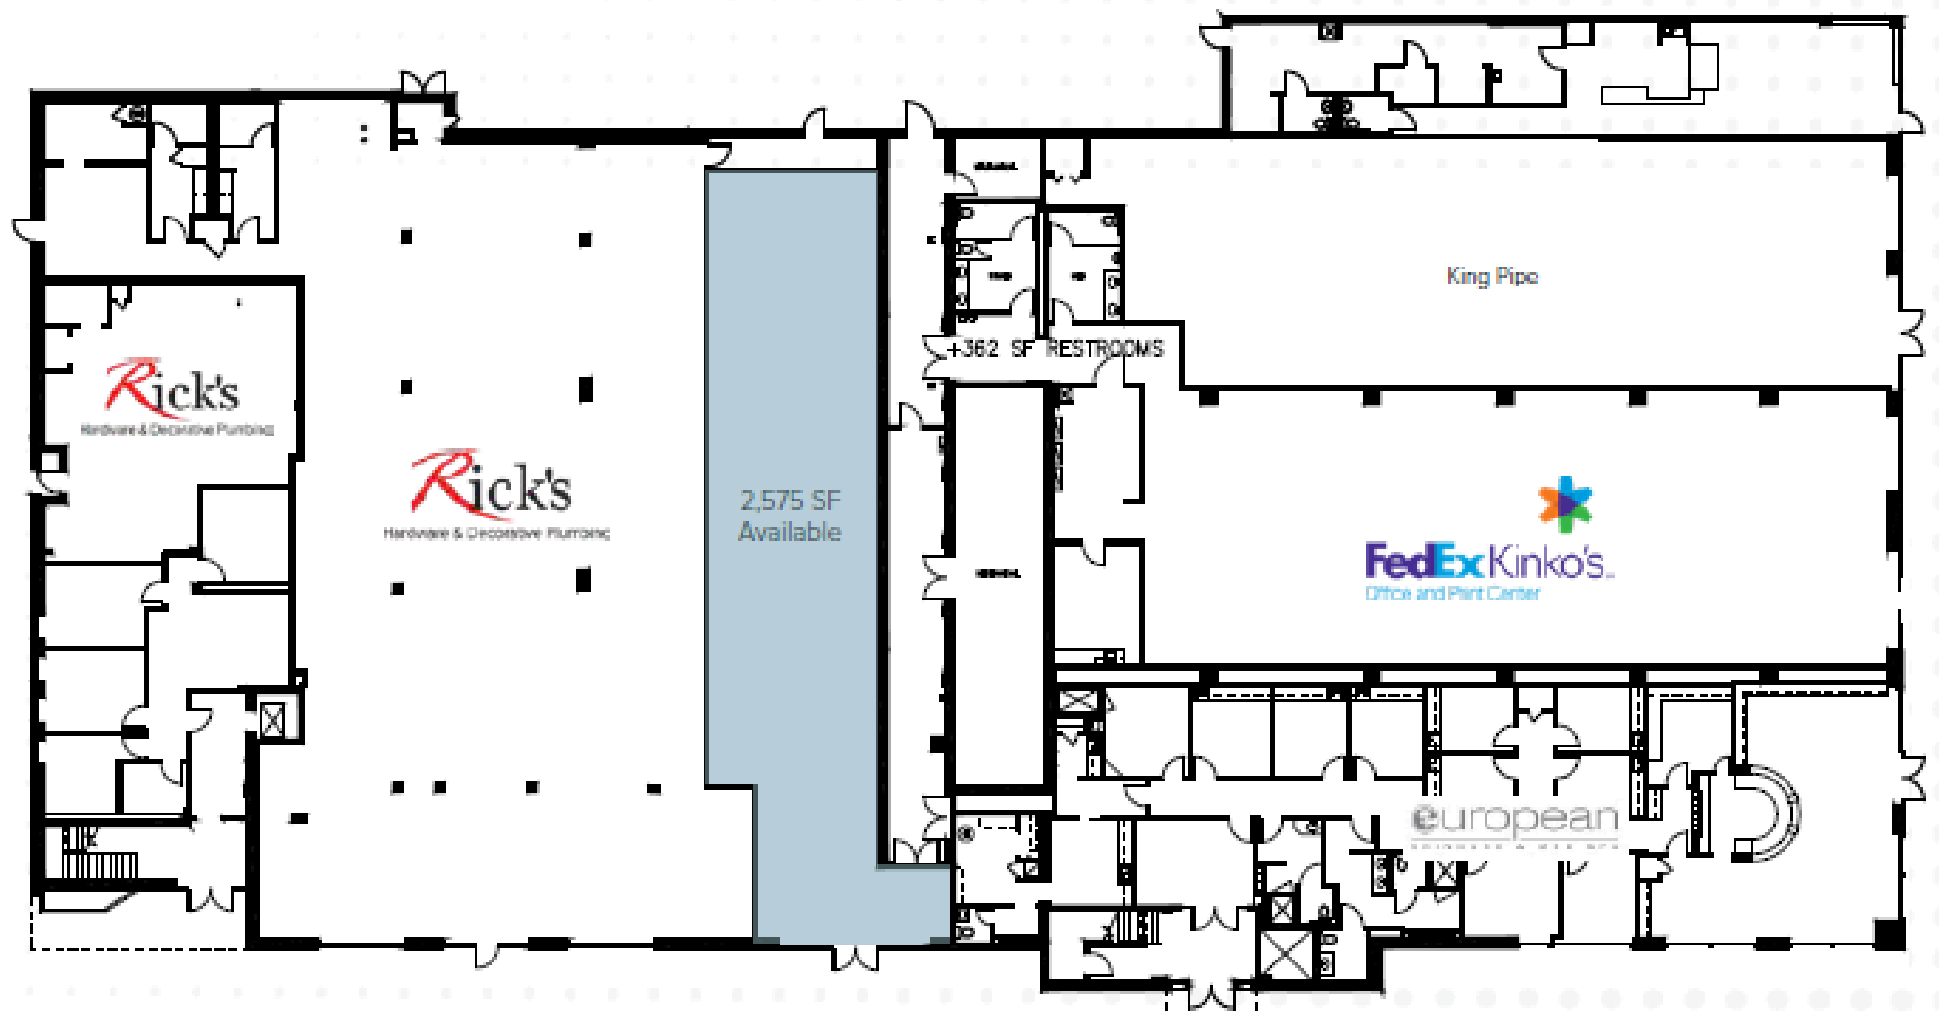 King Pipe
+362 SF RESTROOMS
Rick's
Hardware & Decorative Plumbing
Rick's
Hardware & Decorative Plumbing
2,575 SF
Available
FedEx Kinko's
Office and Print Center
european